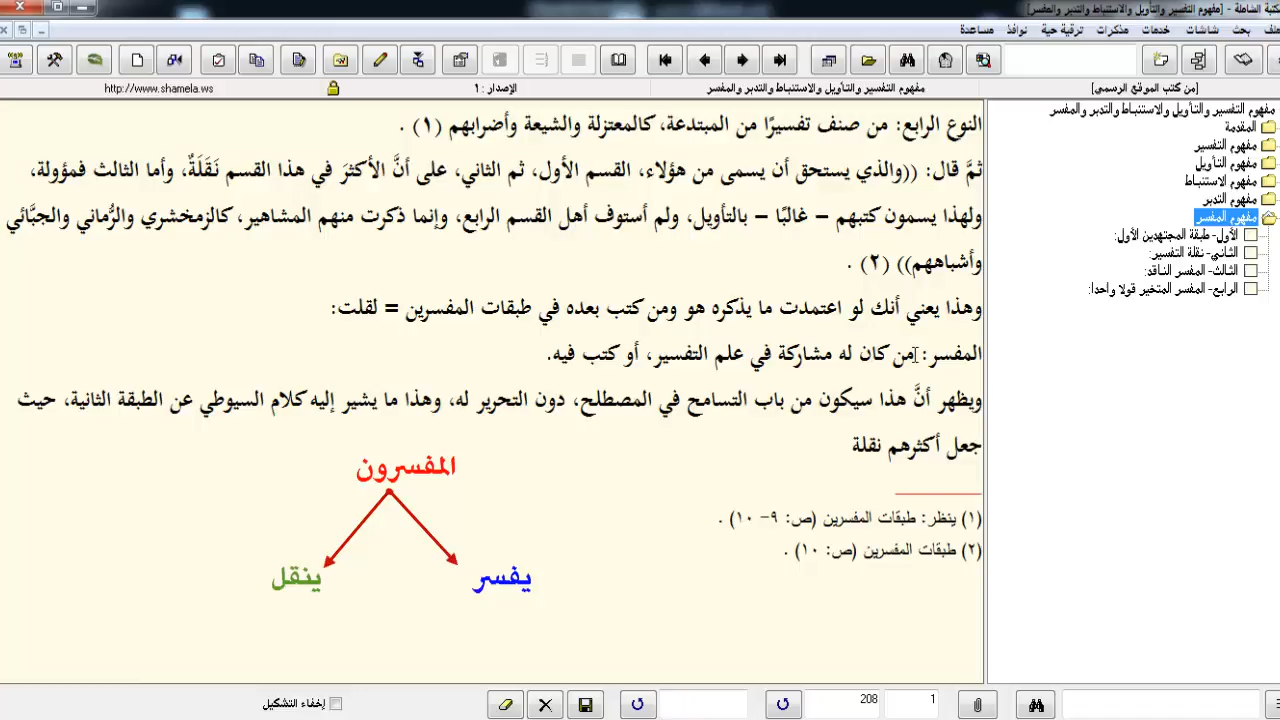 المكتبة الشاملة - [مفهوم التفسير والتأويل والاستنباط والتدبر والمفسر]
ملف بحث شاشات خدمات مذكرات ترقية حية نوافذ مساعدة
[من كتب الموقع الرسمي]
مفهوم التفسير والتأويل والاستنباط والتدبر والمفسر
الإصدار : ١
http://www.shamela.ws
مفهوم التفسير والتأويل والاستنباط والتدبر والمفسر
المقدمة
مفهوم التفسير
مفهوم التأويل
مفهوم الاستنباط
مفهوم التدبر
مفهوم المفسر
الأول- طبقة المجتهدين الأول:
الثاني- نقلة التفسير:
الثالث- المفسر الناقد:
الرابع- المفسر المتخير قولا واحدا:
النوع الرابع: من صنف تفسيرًا من المبتدعة، كالمعتزلة والشيعة وأضرابهم (١) .
ثمَّ قال: ((والذي يستحق أن يسمى من هؤلاء، القسم الأول، ثم الثاني، على أنَّ الأكثرَ في هذا القسم نَقَلَةٌ، وأما الثالث فمؤولة،
ولهذا يسمون كتبهم – غالبًا – بالتأويل، ولم أستوف أهل القسم الرابع، وإنما ذكرت منهم المشاهير، كالزمخشري والرُّماني والجبَّائي
وأشباههم)) (٢) .
وهذا يعني أنك لو اعتمدت ما يذكره هو ومن كتب بعده في طبقات المفسرين = لقلت:
المفسر: من كان له مشاركة في علم التفسير، أو كتب فيه.
ويظهر أنَّ هذا سيكون من باب التسامح في المصطلح، دون التحرير له، وهذا ما يشير إليه كلام السيوطي عن الطبقة الثانية، حيث
جعل أكثرهم نقلة
المفسرون
يفسر
ينقل
(١) ينظر: طبقات المفسرين (ص: ٩- ١٠) .
(٢) طبقات المفسرين (ص: ١٠) .
1
208
إخفاء التشكيل